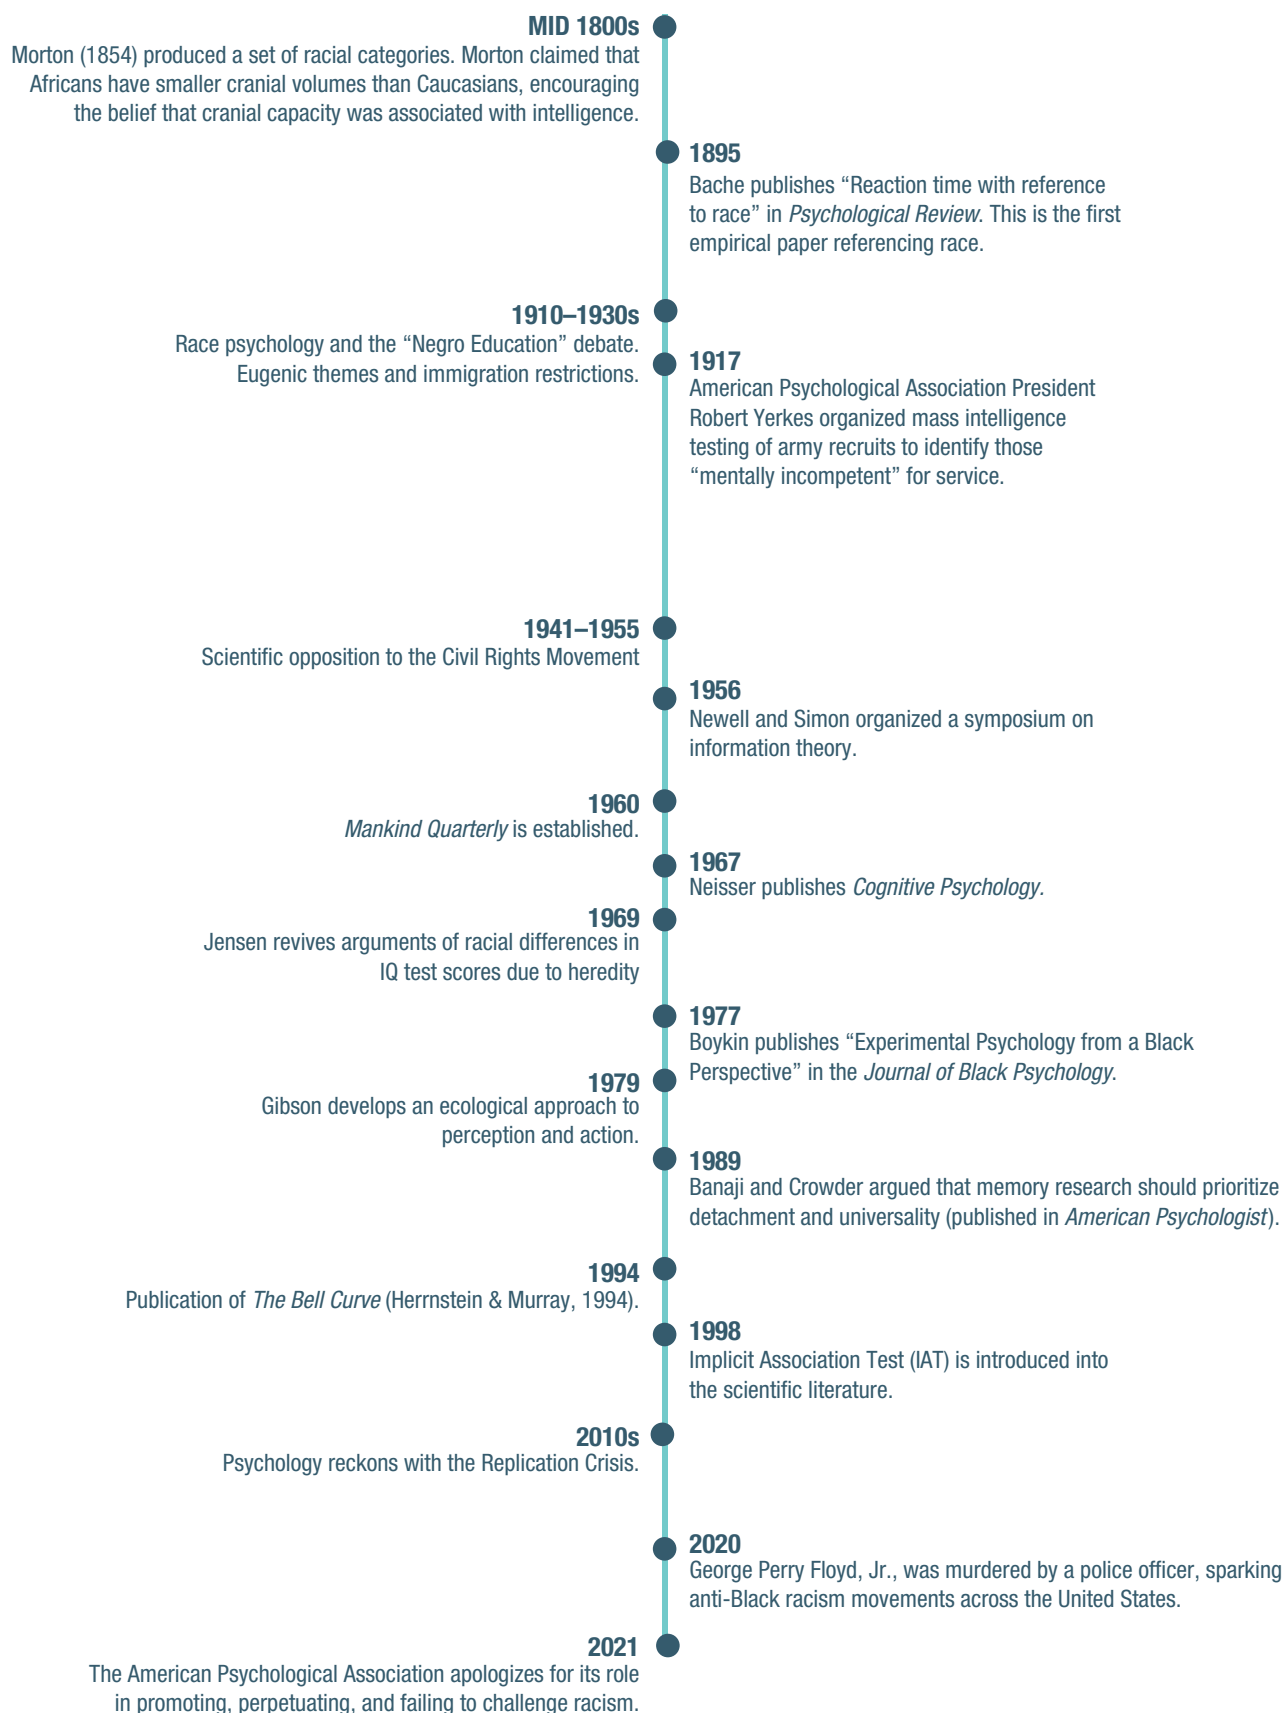 MID 1800s
Morton (1854) produced a set of racial categories. Morton claimed that
Africans have smaller cranial volumes than Caucasians, encouraging
the belief that cranial capacity was associated with intelligence.
1895
Bache publishes “Reaction time with reference
to race” in Psychological Review. This is the first
empirical paper referencing race.
1910–1930s
Race psychology and the “Negro Education” debate.
Eugenic themes and immigration restrictions.
1917
American Psychological Association President
Robert Yerkes organized mass intelligence
testing of army recruits to identify those
“mentally incompetent” for service.
1941–1955
Scientific opposition to the Civil Rights Movement
1956
Newell and Simon organized a symposium on
information theory.
1960
Mankind Quarterly is established.
1967
Neisser publishes Cognitive Psychology.
1969
Jensen revives arguments of racial differences in
IQ test scores due to heredity
1977
Boykin publishes “Experimental Psychology from a Black
Perspective” in the Journal of Black Psychology.
1979
Gibson develops an ecological approach to
perception and action.
1989
Banaji and Crowder argued that memory research should prioritize
detachment and universality (published in American Psychologist).
1994
Publication of The Bell Curve (Herrnstein & Murray, 1994).
1998
Implicit Association Test (IAT) is introduced into
the scientific literature.
2010s
Psychology reckons with the Replication Crisis.
2020
George Perry Floyd, Jr., was murdered by a police officer, sparking
anti-Black racism movements across the United States.
2021
The American Psychological Association apologizes for its role
in promoting, perpetuating, and failing to challenge racism.